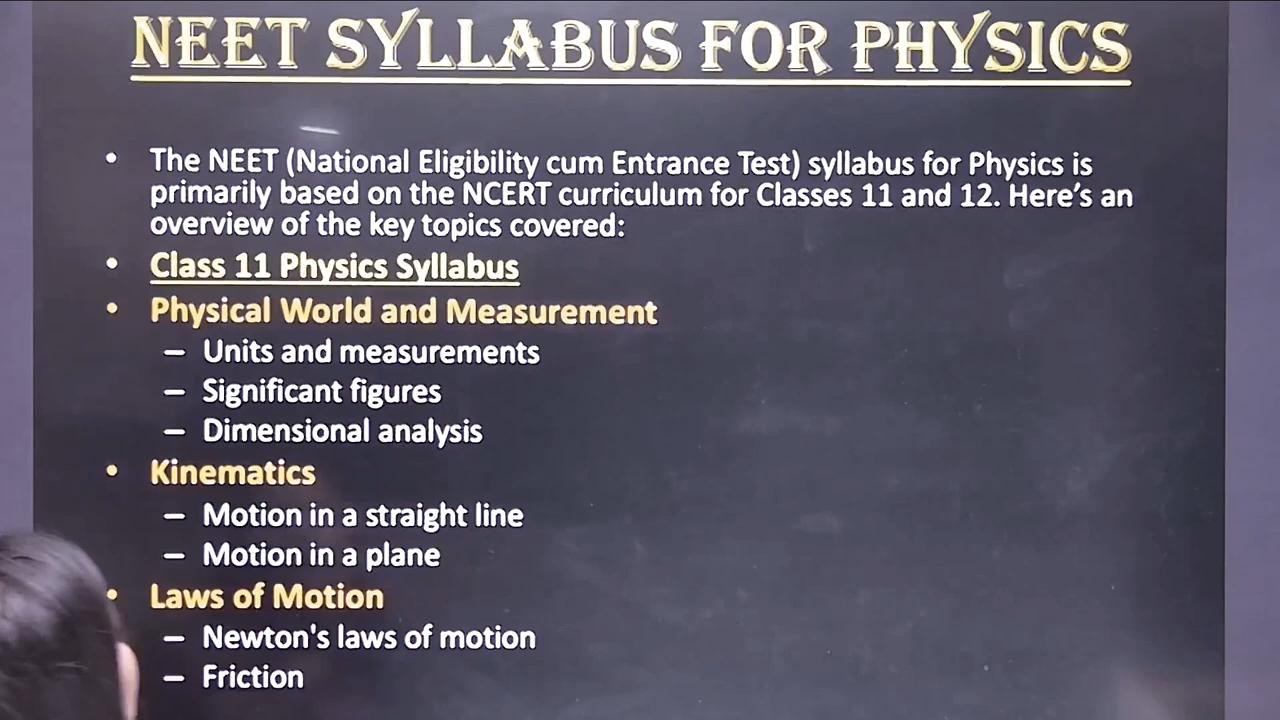 NEET SYLLABUS FOR PHYSICS
• The NEET (National Eligibility cum Entrance Test) syllabus for Physics is
primarily based on the NCERT curriculum for Classes 11 and 12. Here’s an
overview of the key topics covered:
• Class 11 Physics Syllabus
• Physical World and Measurement
– Units and measurements
– Significant figures
– Dimensional analysis
• Kinematics
– Motion in a straight line
– Motion in a plane
• Laws of Motion
– Newton's laws of motion
– Friction